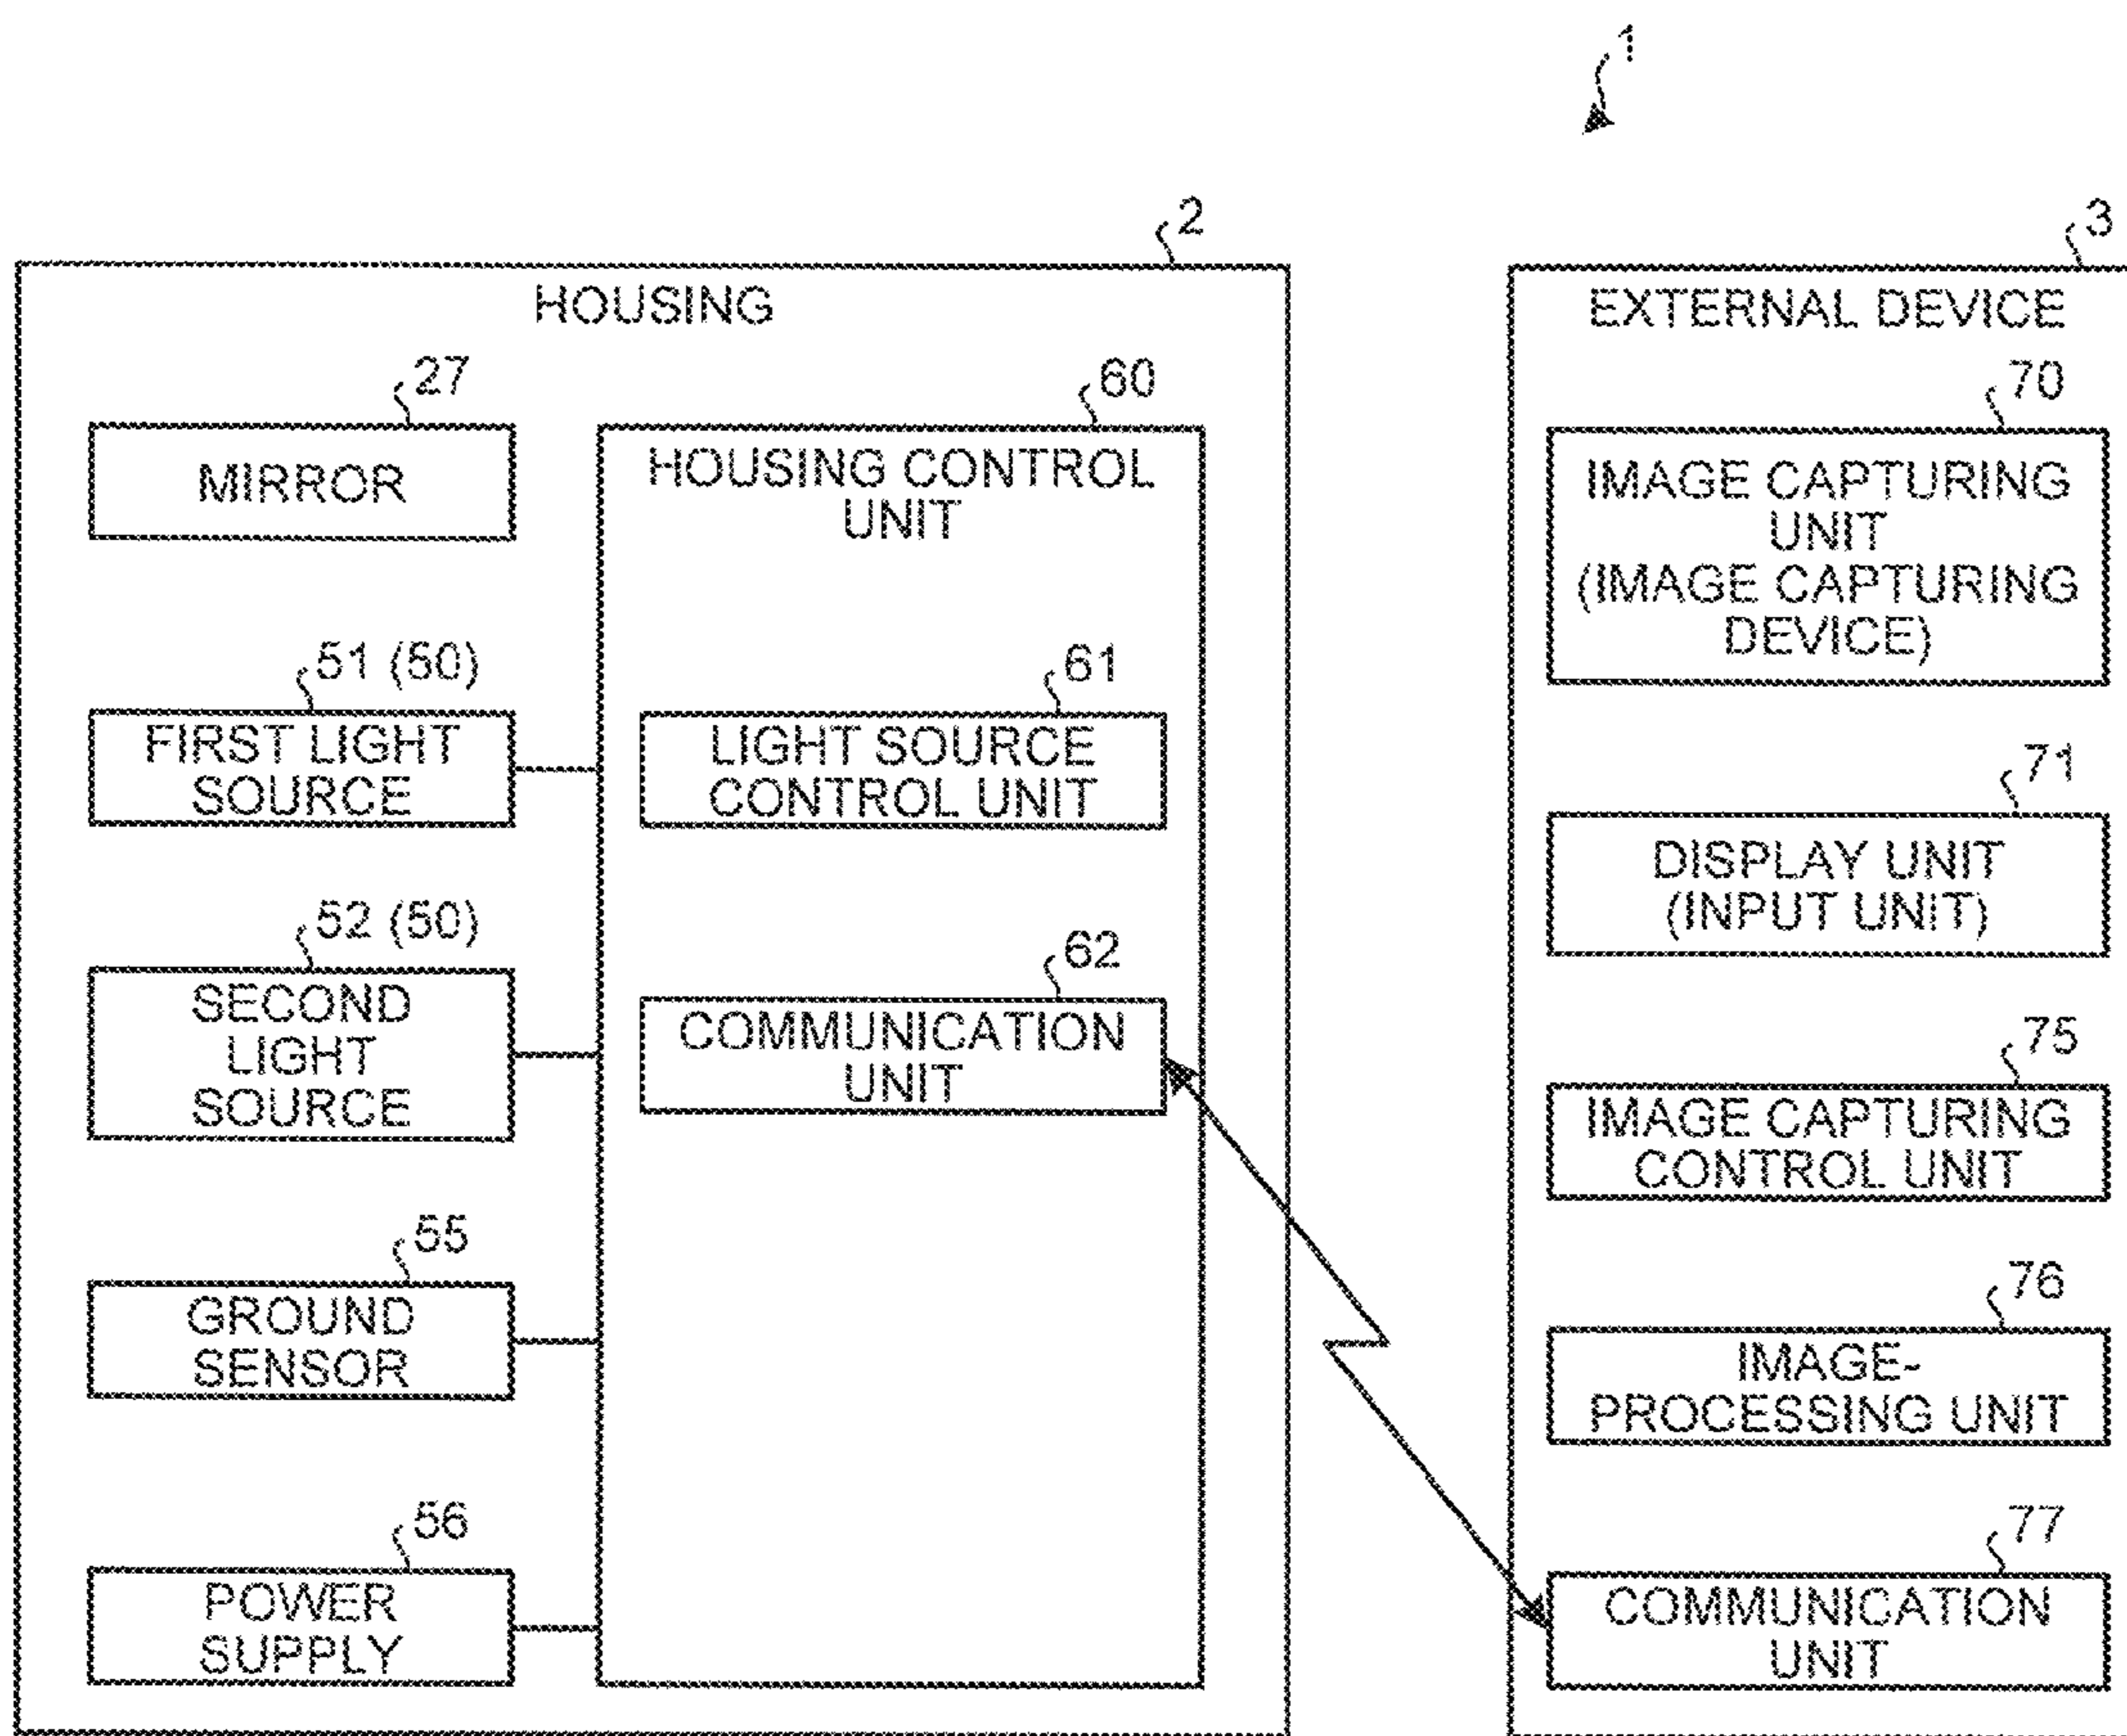 1
2
HOUSING
27
MIRROR
51 (50)
FIRST LIGHT
SOURCE
52 (50)
SECOND
LIGHT
SOURCE
55
GROUND
SENSOR
56
POWER
SUPPLY
60
HOUSING CONTROL
UNIT
61
LIGHT SOURCE
CONTROL UNIT
62
COMMUNICATION
UNIT
3
EXTERNAL DEVICE
70
IMAGE CAPTURING
UNIT
(IMAGE CAPTURING
DEVICE)
71
DISPLAY UNIT
(INPUT UNIT)
75
IMAGE CAPTURING
CONTROL UNIT
76
IMAGE-
PROCESSING UNIT
77
COMMUNICATION
UNIT